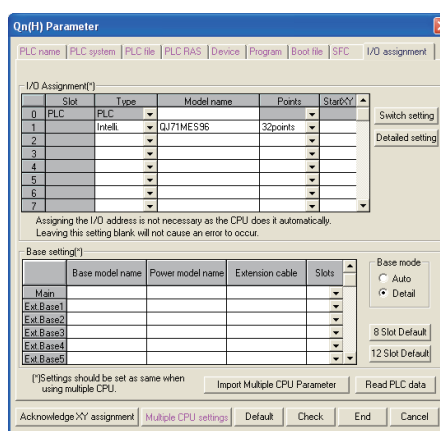 Qn(H) Parameter
PLC name PLC system PLC file PLC RAS Device Program Boot file SFC I/O assignment
I/O Assignment(*)
Slot Type Model name Points StartXY
0 PLC PLC
1 Intelli. QJ71MES96 32points
2
3
4
5
6
7
Switch setting
Detailed setting
Assigning the I/O address is not necessary as the CPU does it automatically.
Leaving this setting blank will not cause an error to occur.
Base setting(*)
Base model name Power model name Extension cable Slots
Main
Ext.Base1
Ext.Base2
Ext.Base3
Ext.Base4
Ext.Base5
Base mode
Auto
Detail
8 Slot Default
12 Slot Default
(*)Settings should be set as same when
using multiple CPU.
Import Multiple CPU Parameter Read PLC data
Acknowledge XY assignment Multiple CPU settings Default Check End Cancel